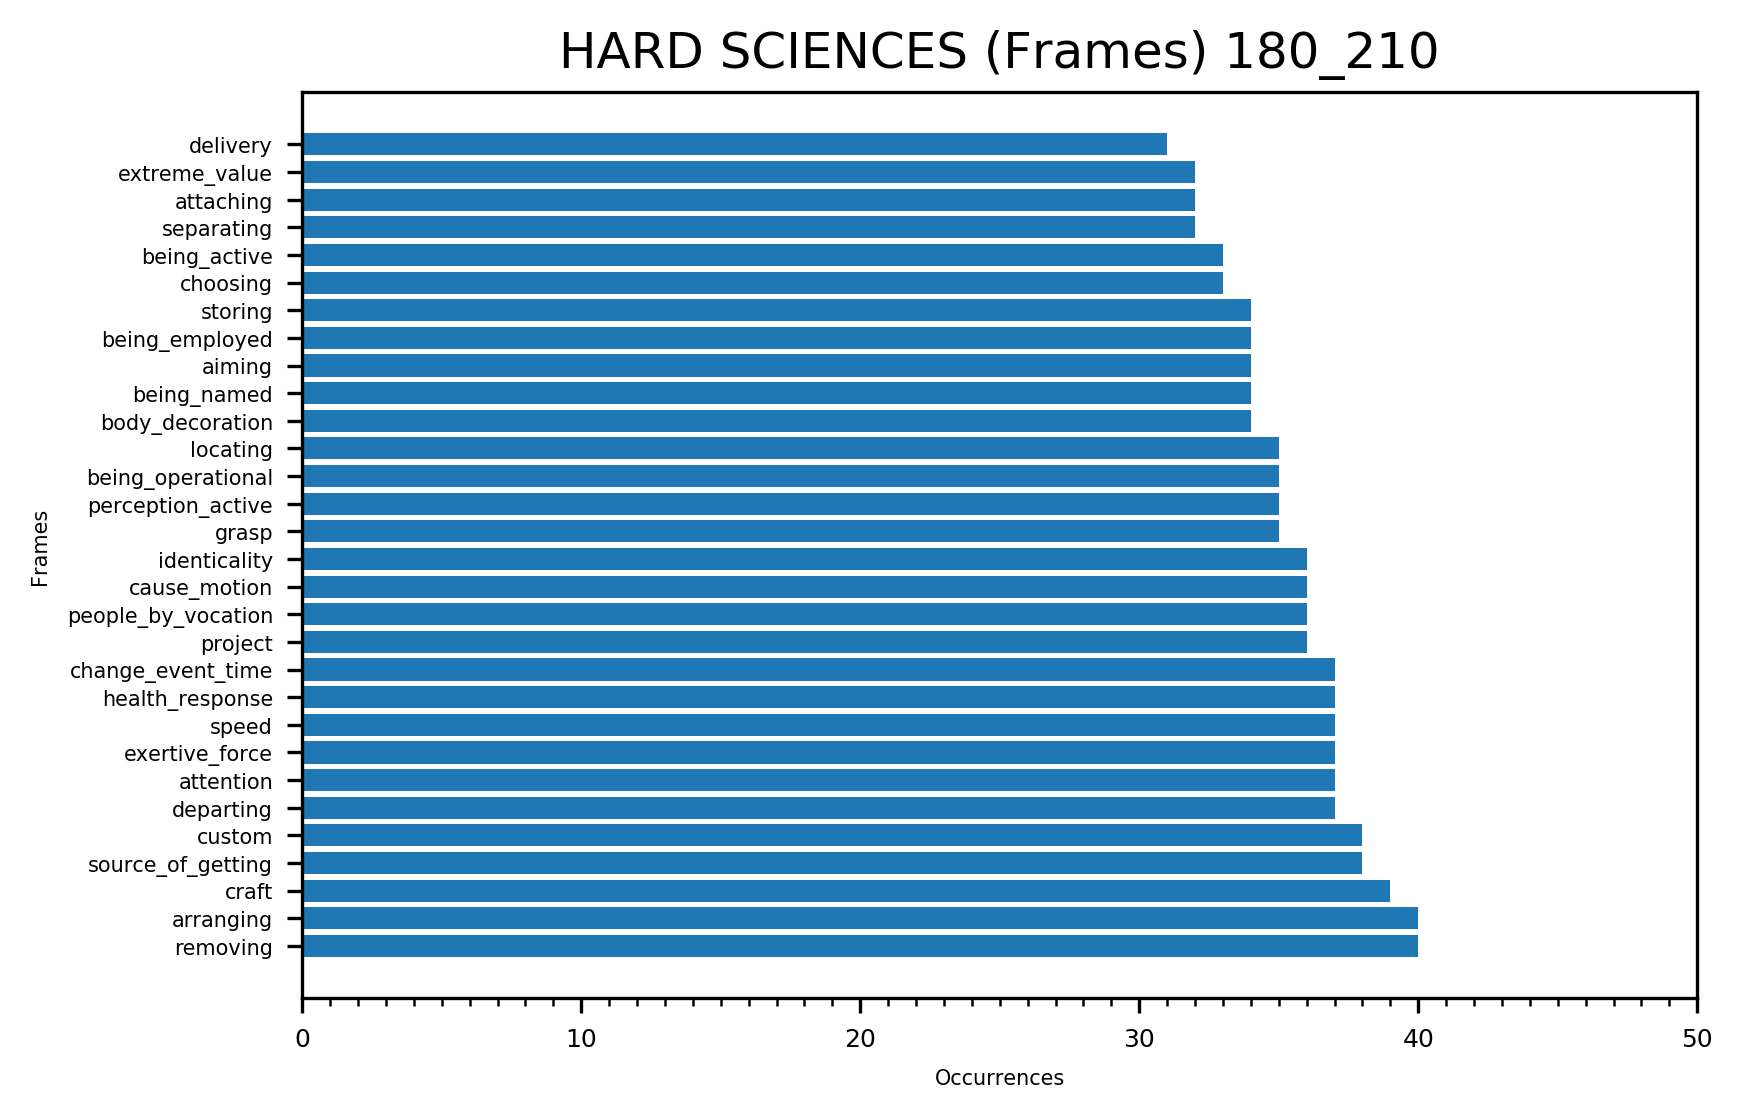 HARD SCIENCES (Frames) 180_210
delivery
extreme_value
attaching
separating
being_active
choosing
storing
being_employed
aiming
being_named
body_decoration
locating
being_operational
perception_active
grasp
identicality
cause_motion
people_by_vocation
project
change_event_time
health_response
speed
exertive_force
attention
departing
custom
source_of_getting
craft
arranging
removing
Frames
0 10 20 30 40 50
Occurrences